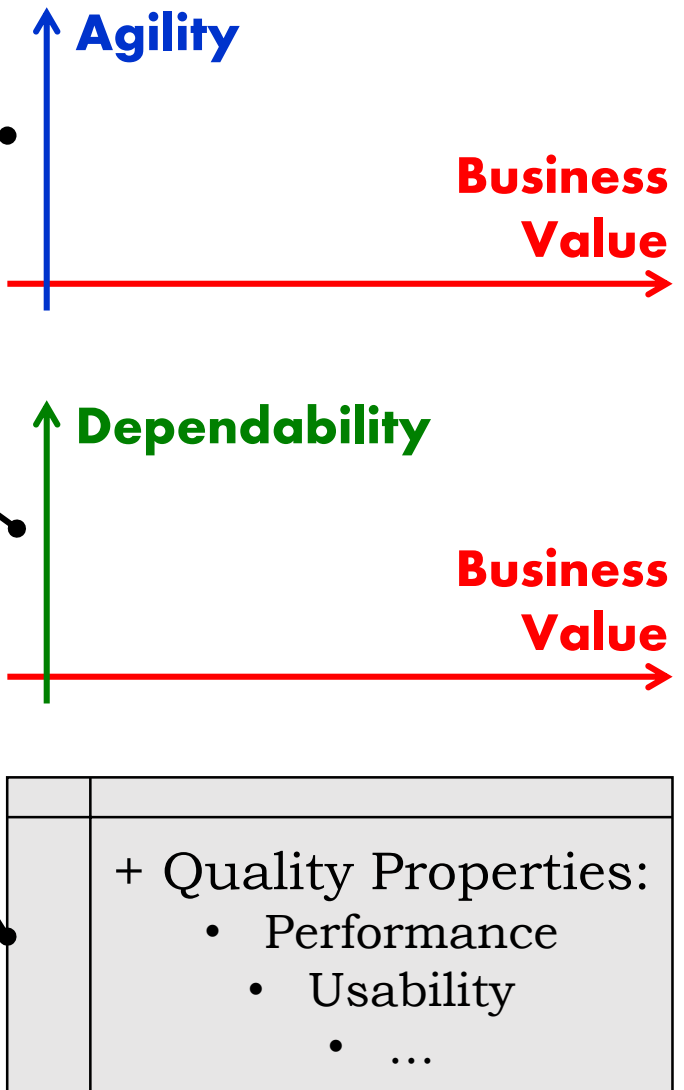 Agility
Business
Value
Dependability
Business
Value
+ Quality Properties:
• Performance
• Usability
• ...